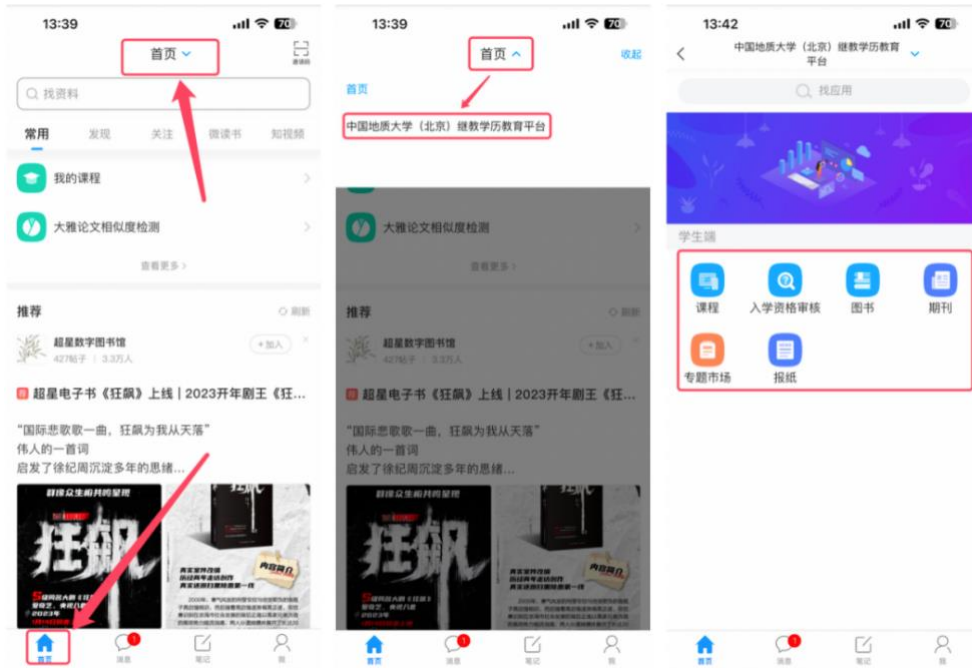 13:39
70
首页
邀请码
找资料
常用 发现 关注 微读书 知视频
我的课程
大雅论文相似度检测
查看更多
推荐
刷新
超星数字图书馆
427帖子 | 3.3万人
+加入
超星电子书《狂飙》上线 | 2023开年剧王《狂...
“国际悲歌歌一曲，狂飙为我从天落”
伟人的一首词
启发了徐纪周沉淀多年的思绪...
群像众生相共的呈现
狂飙
内容简介
首页 消息 笔记 我
1
13:39
70
首页
收起
首页
中国地质大学（北京）继教学历教育平台
大雅论文相似度检测
查看更多
推荐
刷新
超星数字图书馆
427帖子 | 3.3万人
+加入
超星电子书《狂飙》上线 | 2023开年剧王《狂...
“国际悲歌歌一曲，狂飙为我从天落”
伟人的一首词
启发了徐纪周沉淀多年的思绪...
群像众生相共的呈现
狂飙
内容简介
首页 消息 笔记 我
1
13:42
70
中国地质大学（北京）继教学历教育
平台
找应用
学生端
课程 入学资格审核 图书 期刊
专题市场 报纸
首页 消息 笔记 我
1